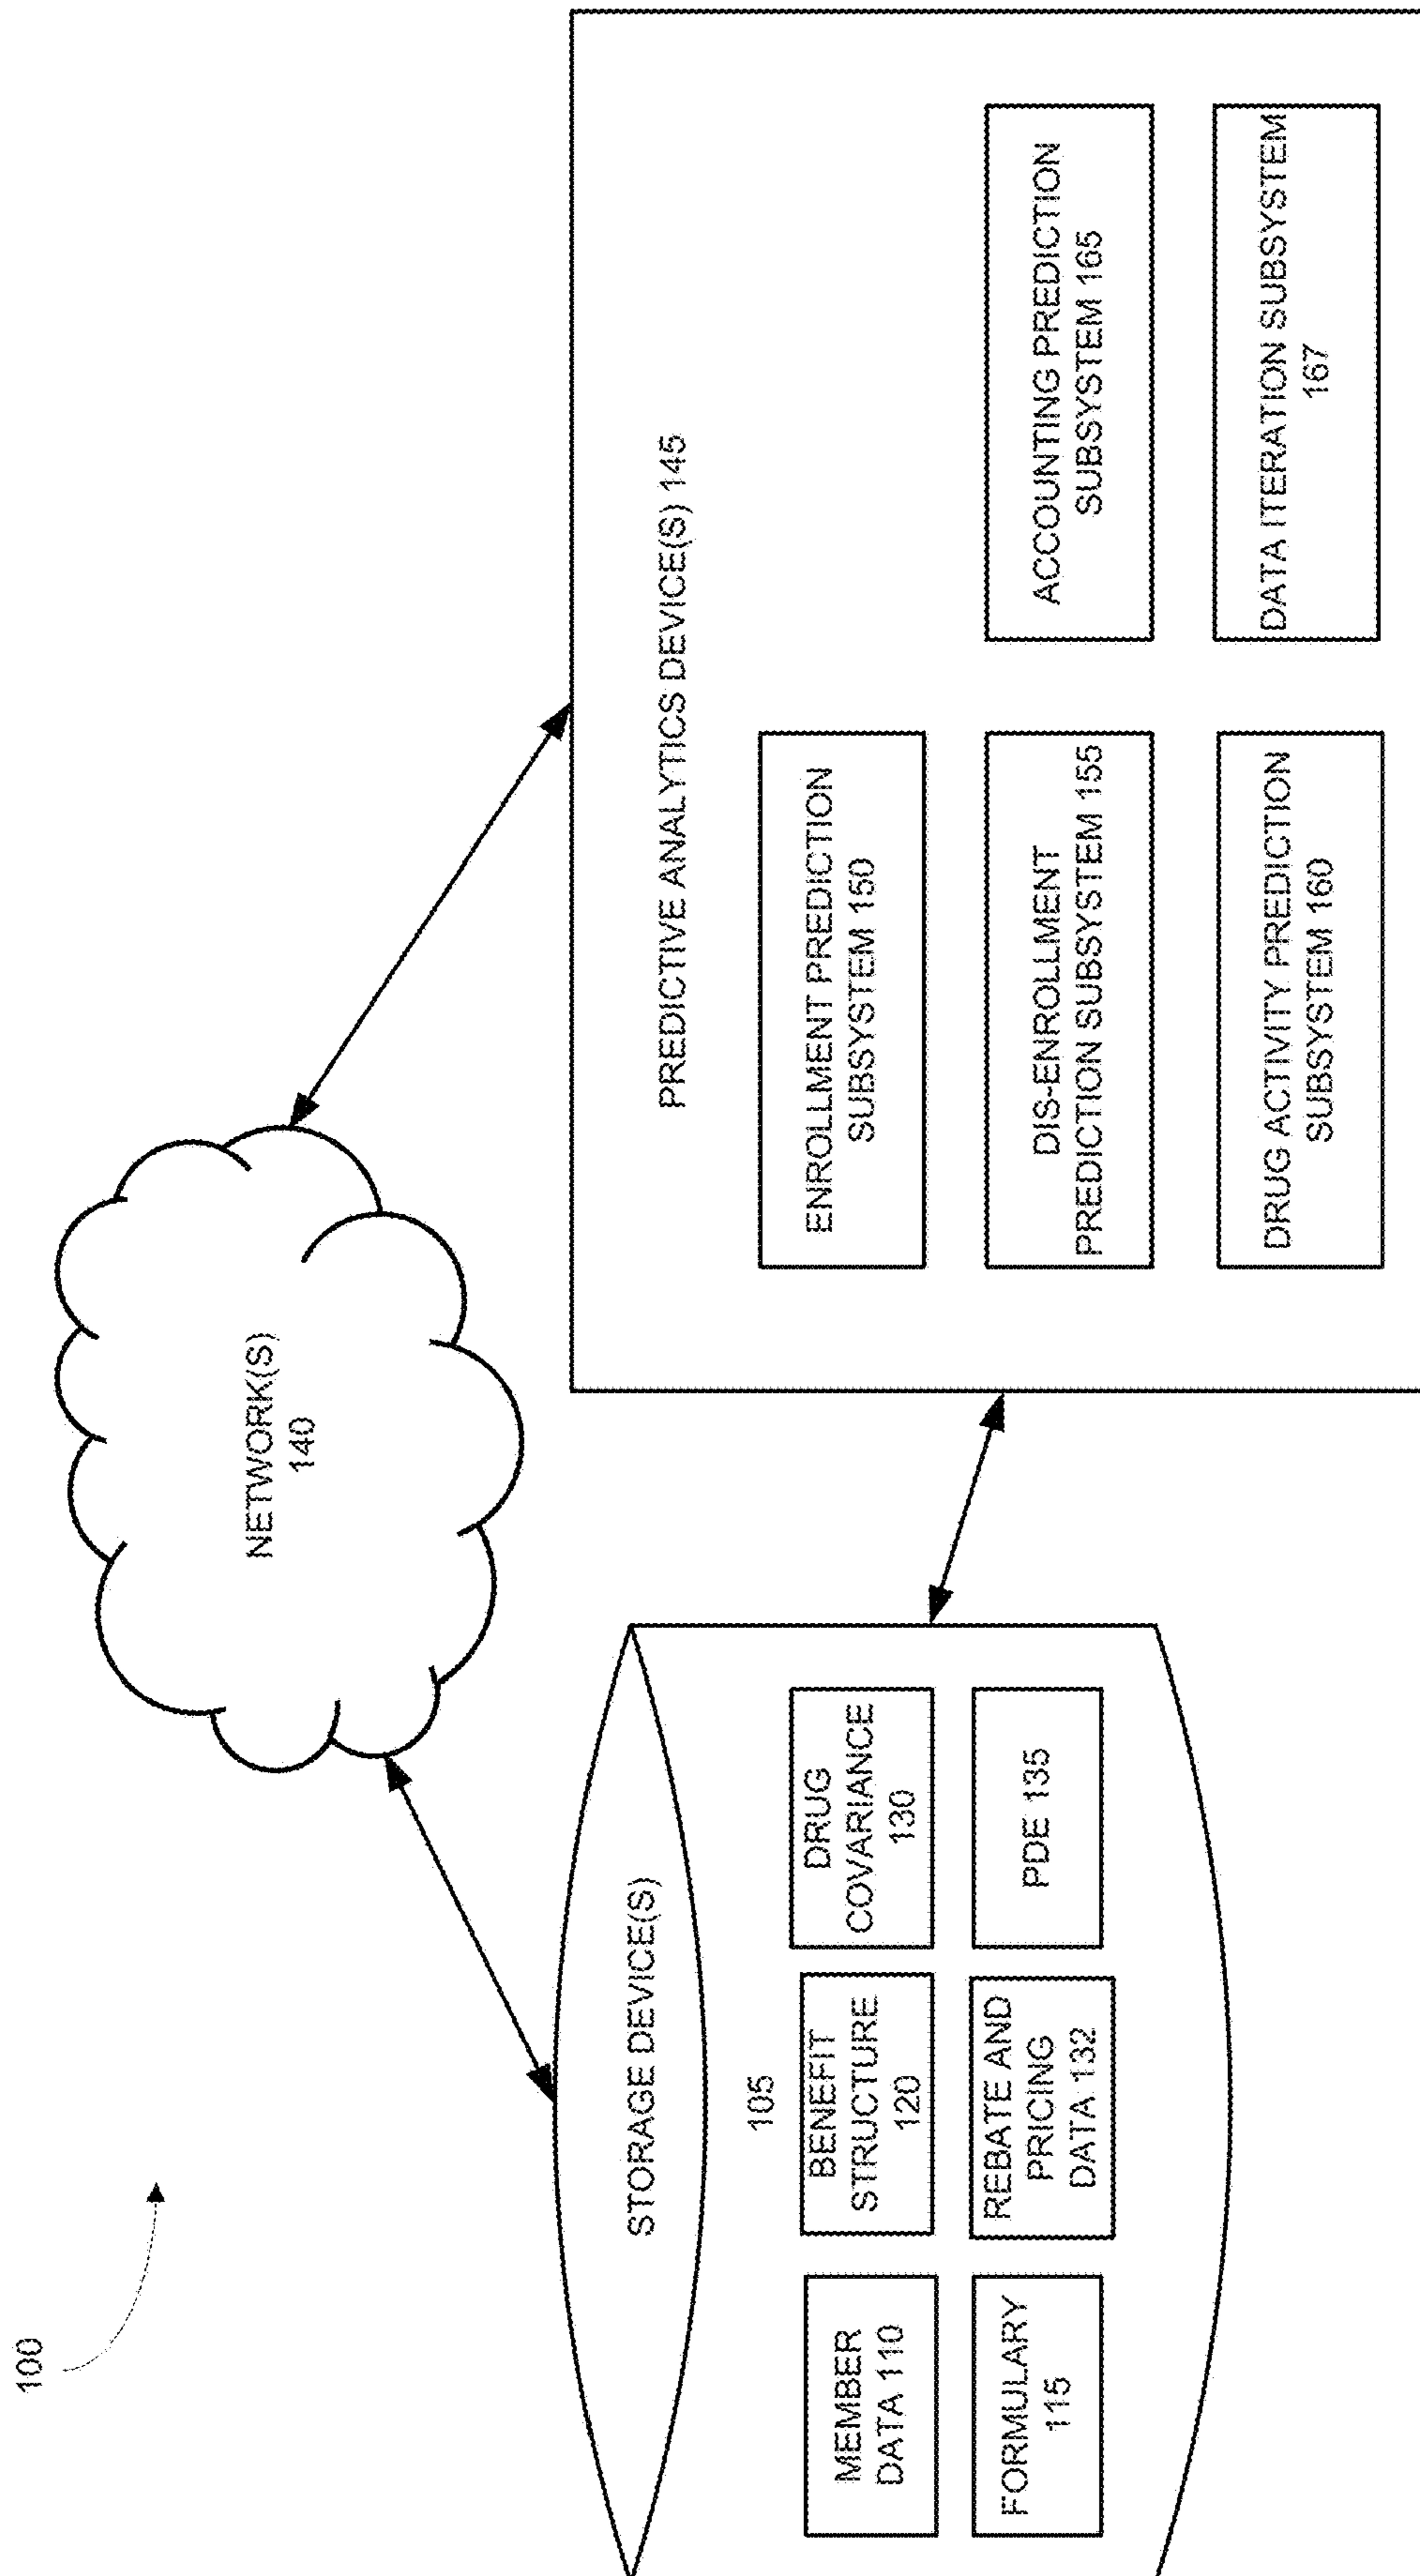 100
NETWORK(S)
140
STORAGE DEVICE(S)
105
MEMBER
DATA 110
BENEFIT
STRUCTURE
120
DRUG
COVARIANCE
130
FORMULARY
115
REBATE AND
PRICING
DATA 132
PDE 135
PREDICTIVE ANALYTICS DEVICE(S) 145
ENROLLMENT PREDICTION
SUBSYSTEM 150
DIS-ENROLLMENT
PREDICTION SUBSYSTEM 155
ACCOUNTING PREDICTION
SUBSYSTEM 165
DRUG ACTIVITY PREDICTION
SUBSYSTEM 160
DATA ITERATION SUBSYSTEM
167